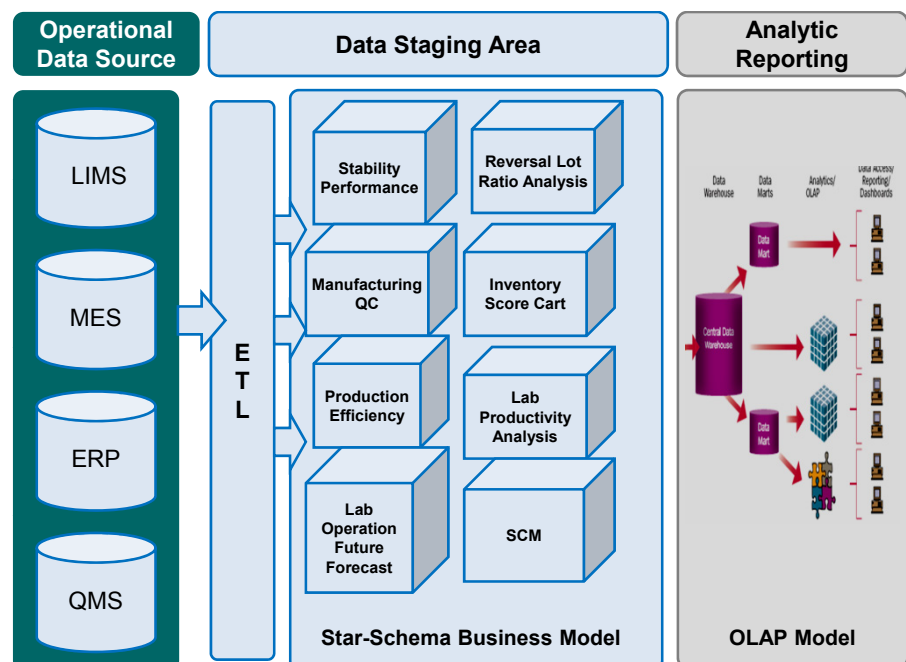 Operational
Data Source
Data Staging Area
Analytic
Reporting
LIMS
MES
ERP
QMS
E
T
L
Stability
Performance
Reversal Lot
Ratio Analysis
Manufacturing
QC
Inventory
Score Cart
Production
Efficiency
Lab
Productivity
Analysis
Lab
Operation
Future
Forecast
SCM
Star-Schema Business Model
Data
Warehouse
Data
Marts
Analytics/
OLAP
Data Access/
Reporting/
Dashboards
Data
Mart
Central Data
Warehouse
Data
Mart
OLAP Model